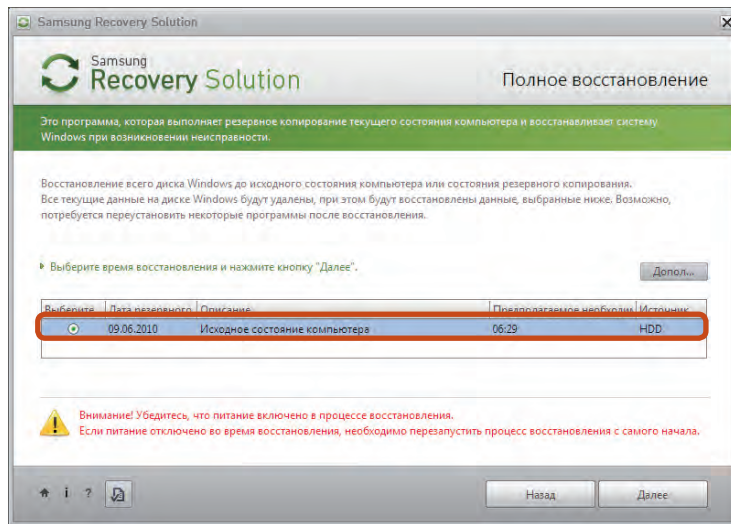 Samsung Recovery Solution
Samsung
Recovery Solution
Полное восстановление
Это программа, которая выполняет резервное копирование текущего состояния компьютера и восстанавливает систему
Windows при возникновении неисправности.
Восстановление всего диска Windows до исходного состояния компьютера или состояния резервного копирования.
Все текущие данные на диске Windows будут удалены, при этом будут восстановлены данные, выбранные ниже. Возможно,
потребуется переустановить некоторые программы после восстановления.
Выберите время восстановления и нажмите кнопку "Далее".
Допол...
Выберите Дата резервного Описание Предполагаемое необходим Источник
09.06.2010 Исходное состояние компьютера 06:29 HDD
Внимание! Убедитесь, что питание включено в процессе восстановления.
Если питание отключено во время восстановления, необходимо перезапустить процесс восстановления с самого начала.
i ? Назад Далее